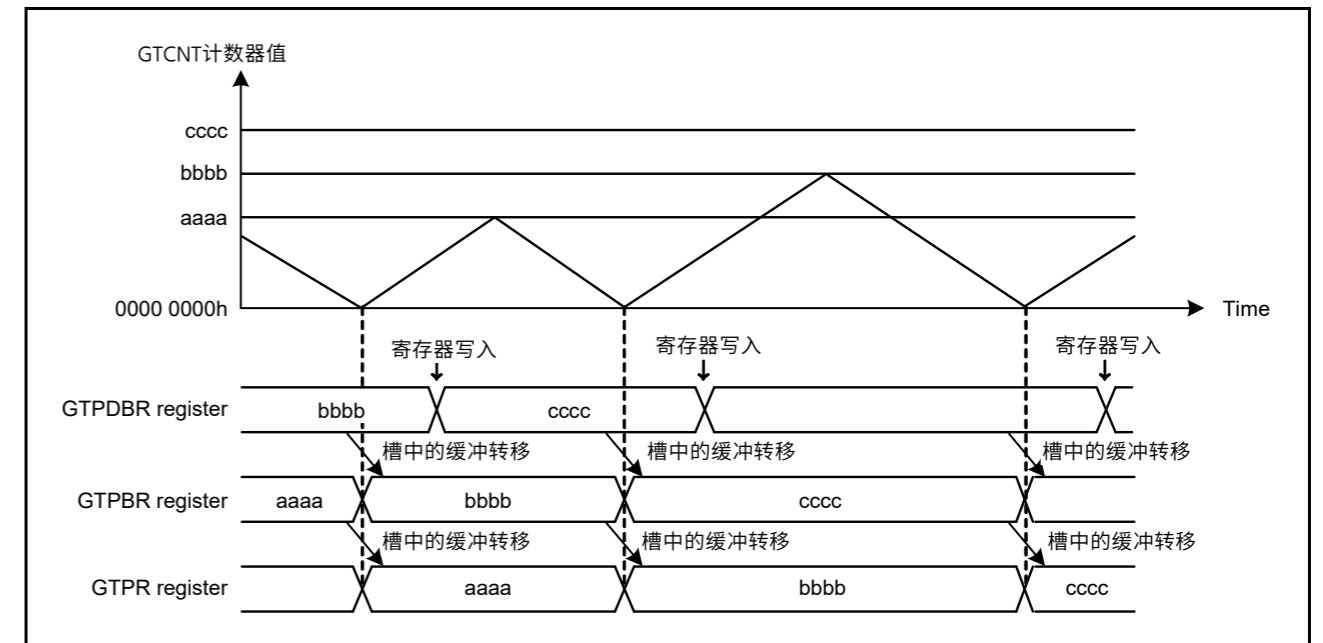 GTCNT计数器值
cccc
bbbb
aaaa
0000 0000h
Time
寄存器写入
寄存器写入
寄存器写入
GTPDBR register
bbbb
cccc
槽中的缓冲转移
槽中的缓冲转移
槽中的缓冲转移
GTPBR register
aaaa
bbbb
cccc
槽中的缓冲转移
槽中的缓冲转移
槽中的缓冲转移
GTPR register
aaaa
bbbb
cccc